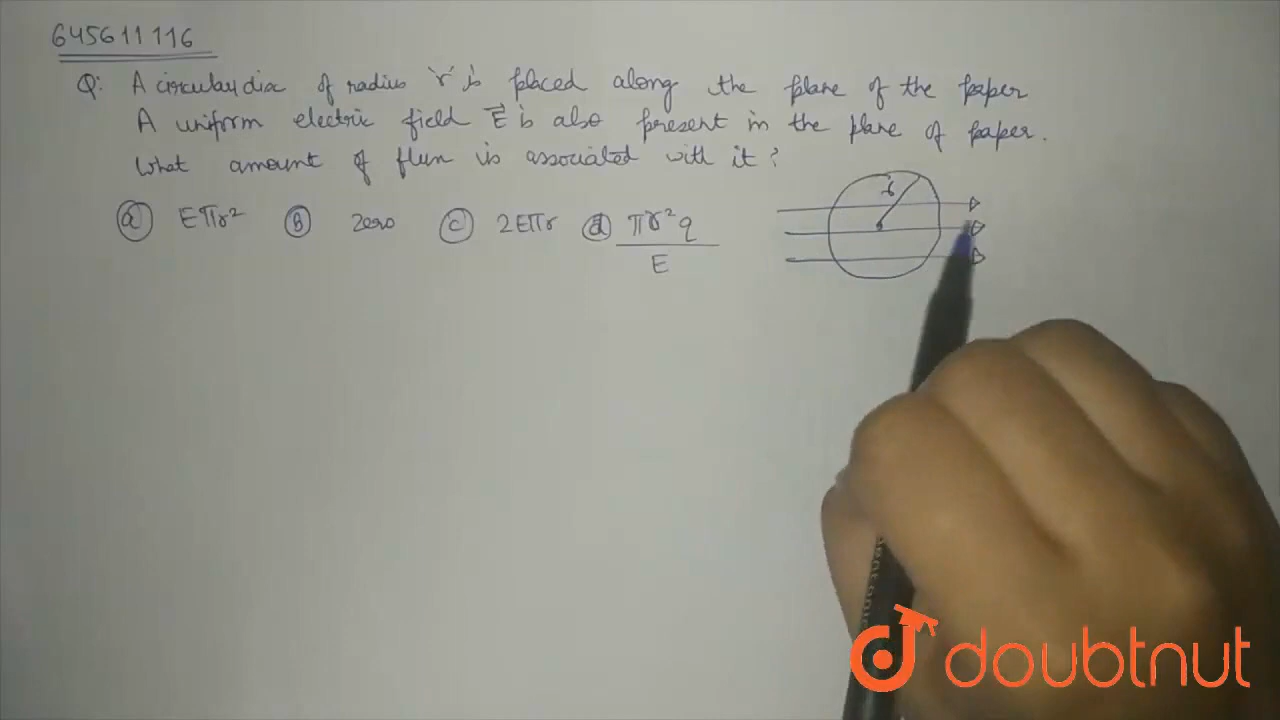 645611116
Q: A circular disc of radius 'r' is placed along the plane of the paper
A uniform electric field E⃗ is also present in the plane of paper.
What amount of flux is associated with it?
(a) Eπr² (B) Zero (C) 2Eπr (d) πr²q/E
r
doubtnut